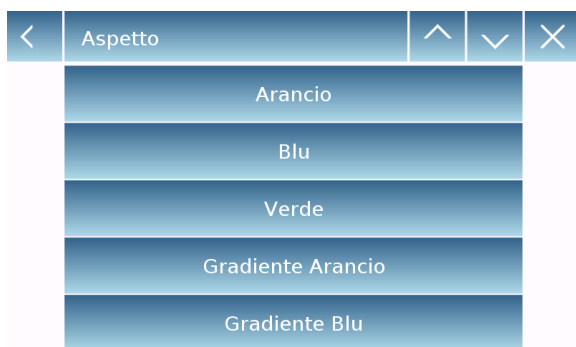 Aspetto
Arancio
Blu
Verde
Gradiente Arancio
Gradiente Blu